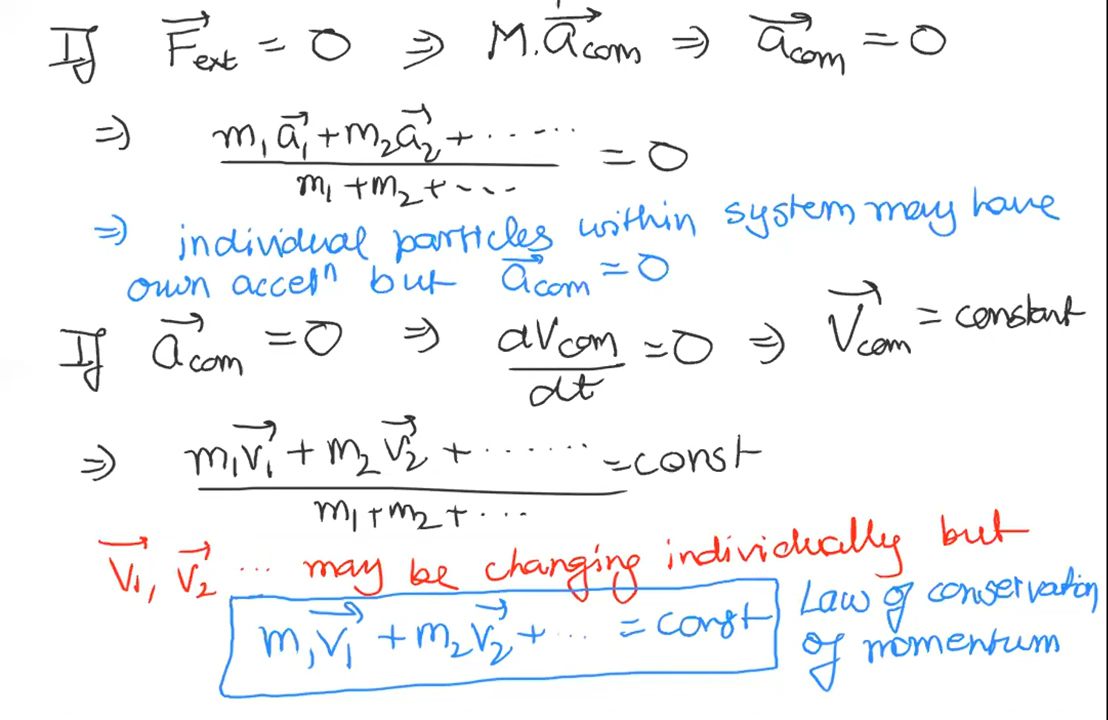 If F⃗ext = 0 ⇒ M.a⃗com ⇒ a⃗com = 0
⇒ (m₁a⃗₁ + m₂a⃗₂ + ......)/(m₁ + m₂ + ...) = 0
⇒ individual particles within system may have
own accelⁿ but a⃗com = 0
If a⃗com = 0 ⇒ dVcom/dt = 0 ⇒ V⃗com = constant
⇒ (m₁v⃗₁ + m₂v⃗₂ + ......)/(m₁ + m₂ + ...) = const
v⃗₁, v⃗₂ ... may be changing individually but
m₁v⃗₁ + m₂v⃗₂ + ... = const
Law of conservation
of momentum